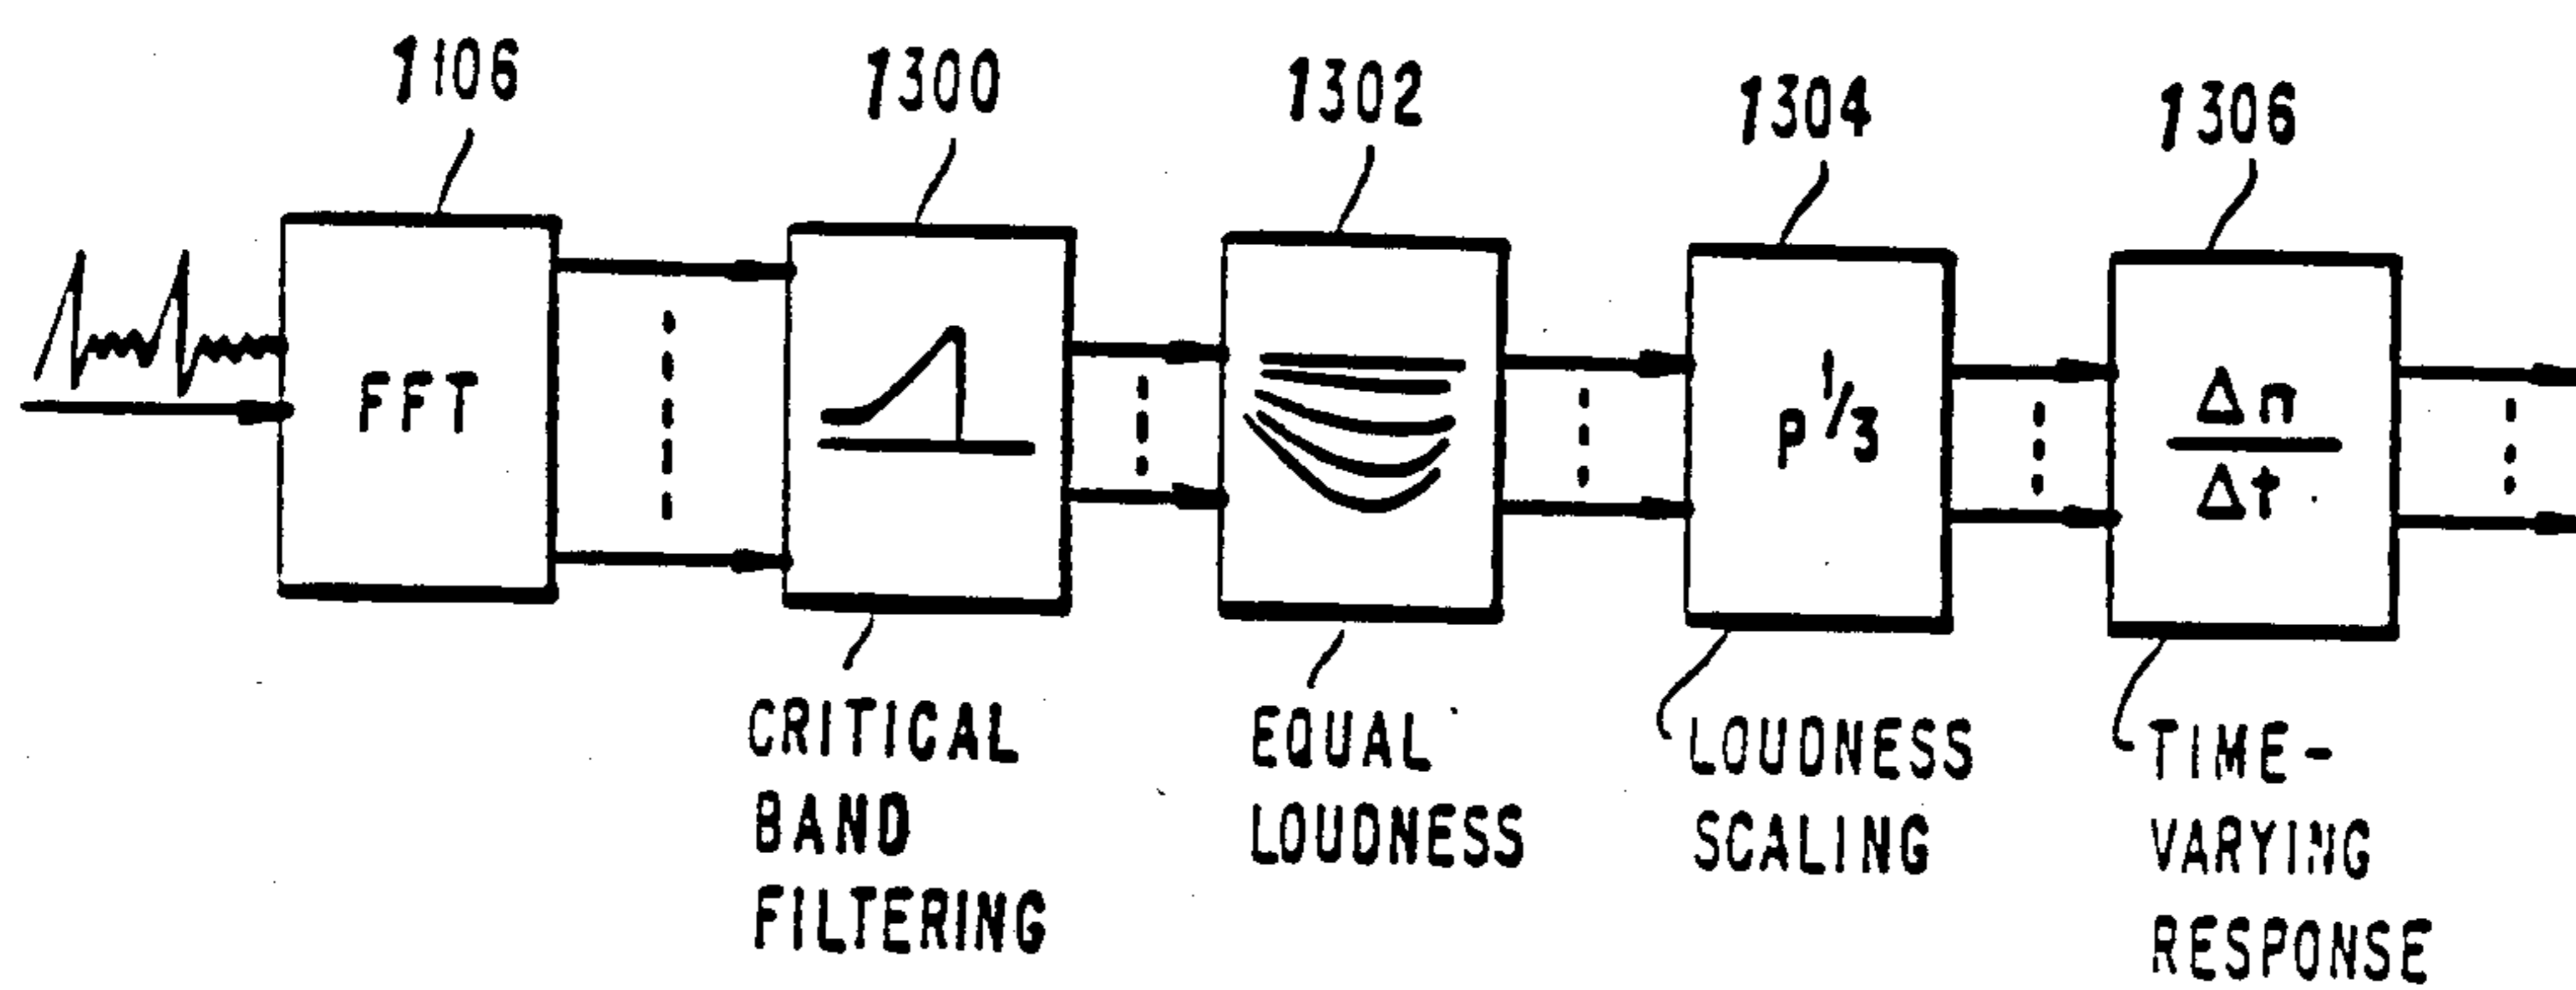 1106
1300
1302
1304
1306
FFT
p 1/3
Δn
Δt
CRITICAL
BAND
FILTERING
EQUAL
LOUDNESS
LOUDNESS
SCALING
TIME-
VARYING
RESPONSE